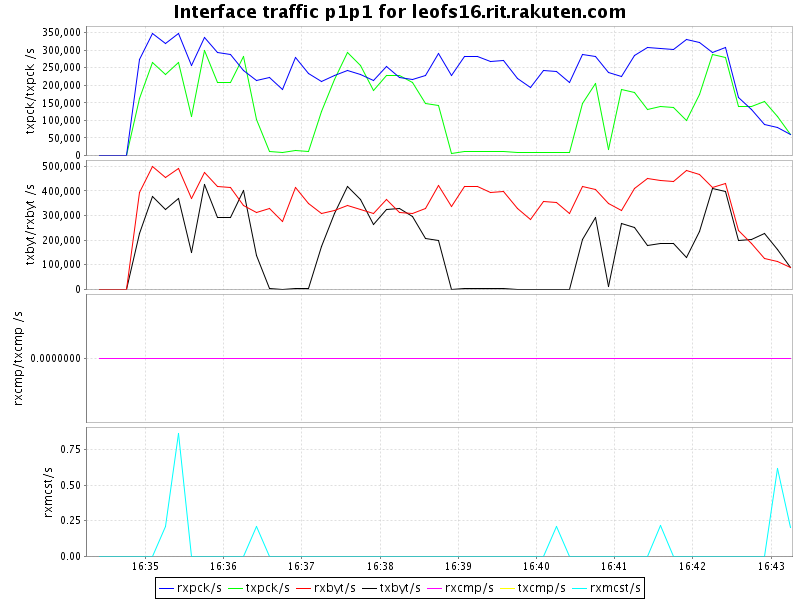 Interface traffic p1p1 for leofs16.rit.rakuten.com
txpck/txpck /s
350,000
300,000
250,000
200,000
150,000
100,000
50,000
0
txbyt/rxbyt /s
500,000
400,000
300,000
200,000
100,000
0
rxcmp/txcmp /s
0.0000000
rxmcst/s
0.75
0.50
0.25
0.00
16:35 16:36 16:37 16:38 16:39 16:40 16:41 16:42 16:43
rxpck/s txpck/s rxbyt/s txbyt/s rxcmp/s txcmp/s rxmcst/s